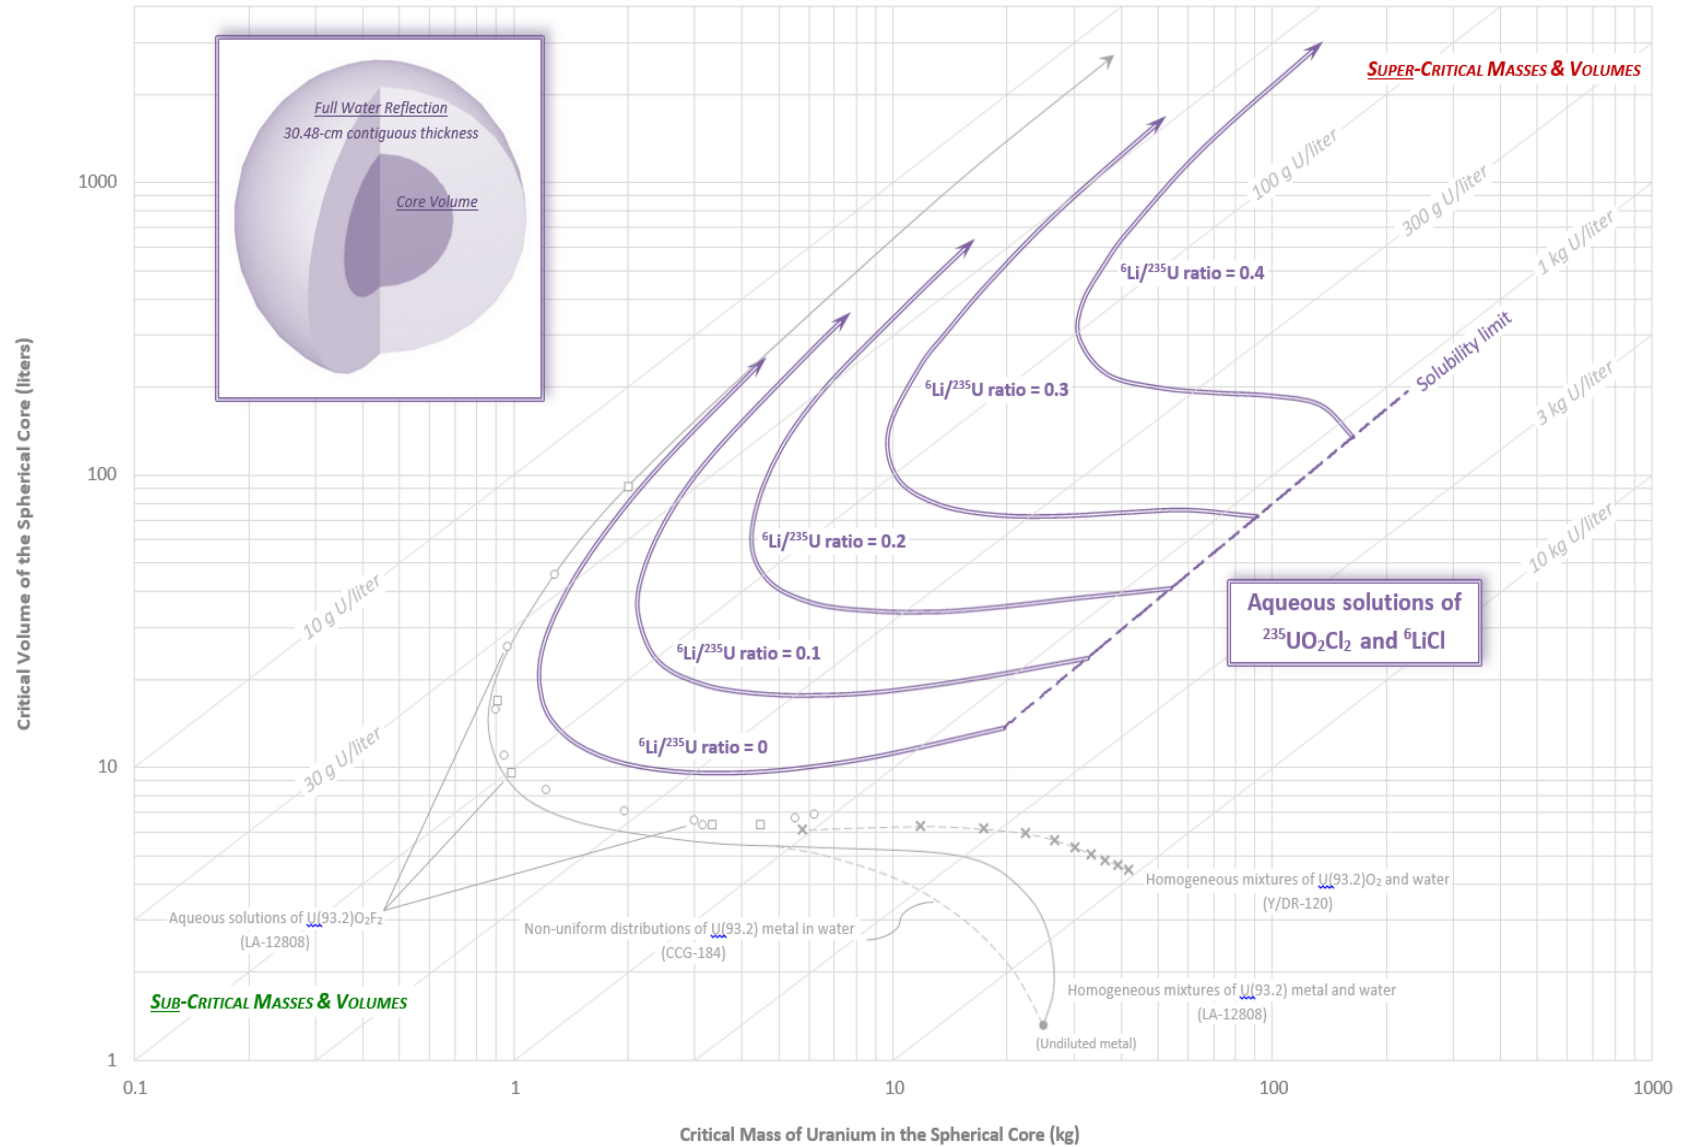 Full Water Reflection
30.48-cm contiguous thickness
Core Volume
SUPER-CRITICAL MASSES & VOLUMES
100 g U/liter
300 g U/liter
1 kg U/liter
3 kg U/liter
10 kg U/liter
10 g U/liter
30 g U/liter
⁶Li/²³⁵U ratio = 0.4
⁶Li/²³⁵U ratio = 0.3
⁶Li/²³⁵U ratio = 0.2
⁶Li/²³⁵U ratio = 0.1
⁶Li/²³⁵U ratio = 0
Solubility limit
Aqueous solutions of
²³⁵UO₂Cl₂ and ⁶LiCl
Aqueous solutions of U(93.2)O₂F₂
(LA-12808)
Non-uniform distributions of U(93.2) metal in water
(CCG-184)
Homogeneous mixtures of U(93.2)O₂ and water
(Y/DR-120)
Homogeneous mixtures of U(93.2) metal and water
(LA-12808)
(Undiluted metal)
SUB-CRITICAL MASSES & VOLUMES
Critical Volume of the Spherical Core (liters)
1000
100
10
1
0.1
1
10
100
1000
Critical Mass of Uranium in the Spherical Core (kg)